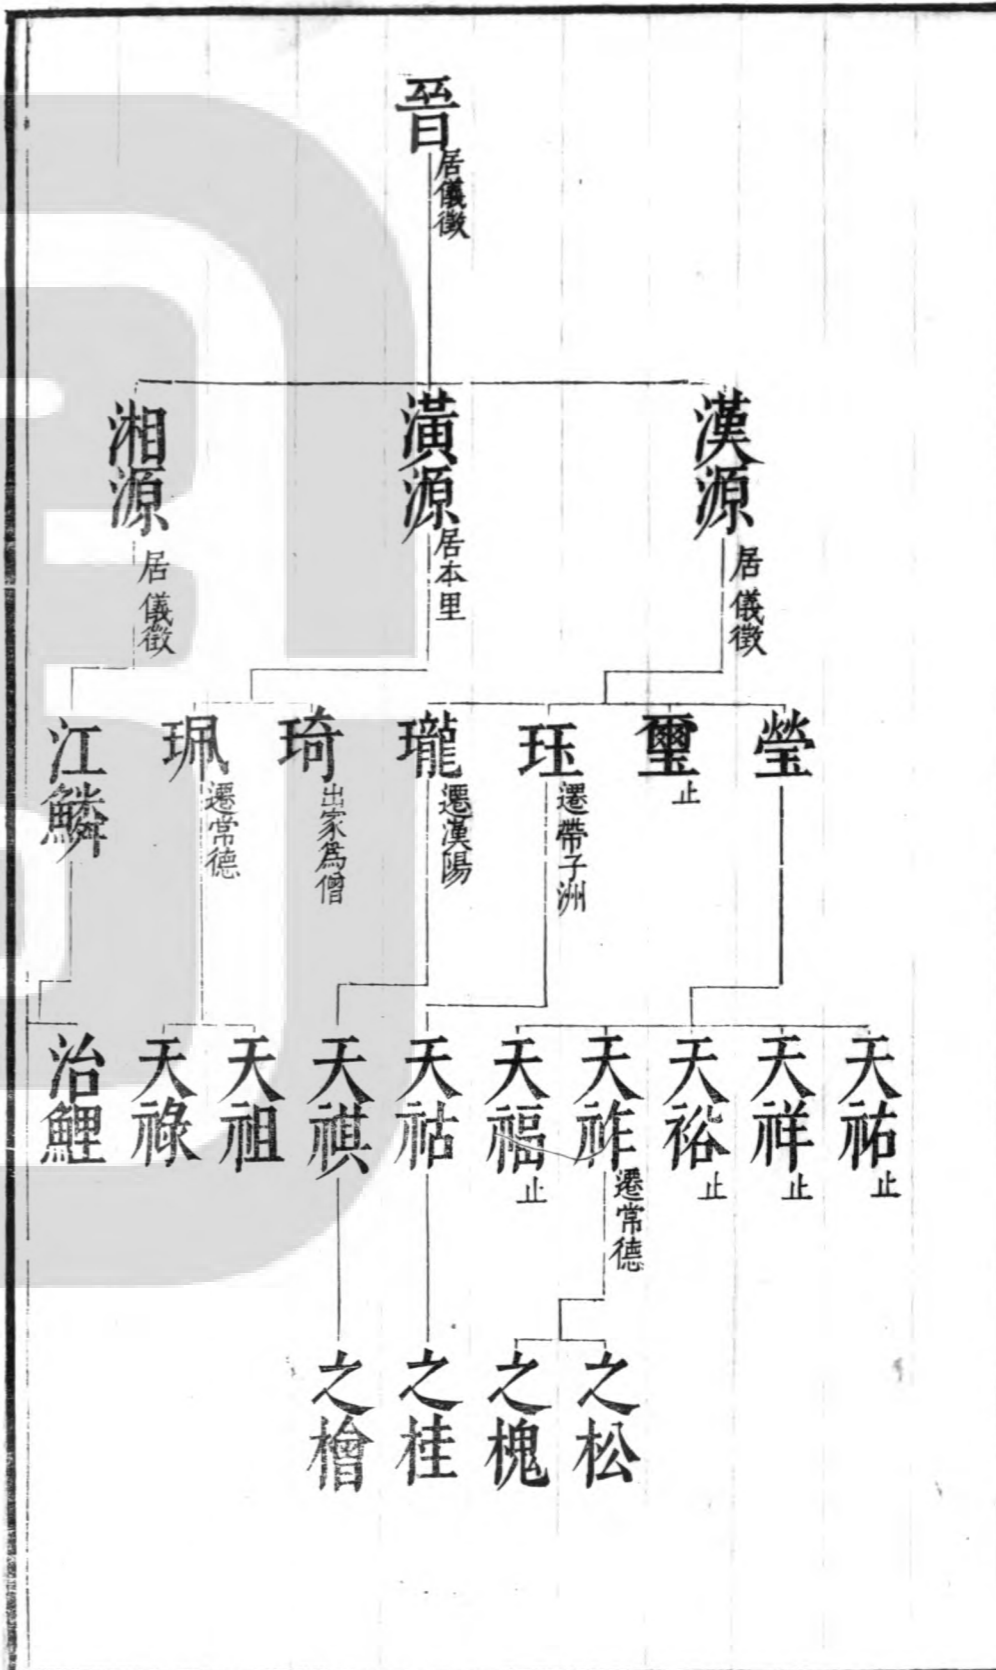 晉
居儀徵
漢源
居儀徵
潢源
居本里
湘源
居儀徵
瑩
璽
止
玨
遷帶子洲
瓏
遷漢陽
琦
出家為僧
珮
遷常德
江鱗
天祐
止
天祥
止
天裕
止
天祚
遷常德
天福
止
天祜
天祺
天祖
天祿
治鯉
之松
之槐
之桂
之檜